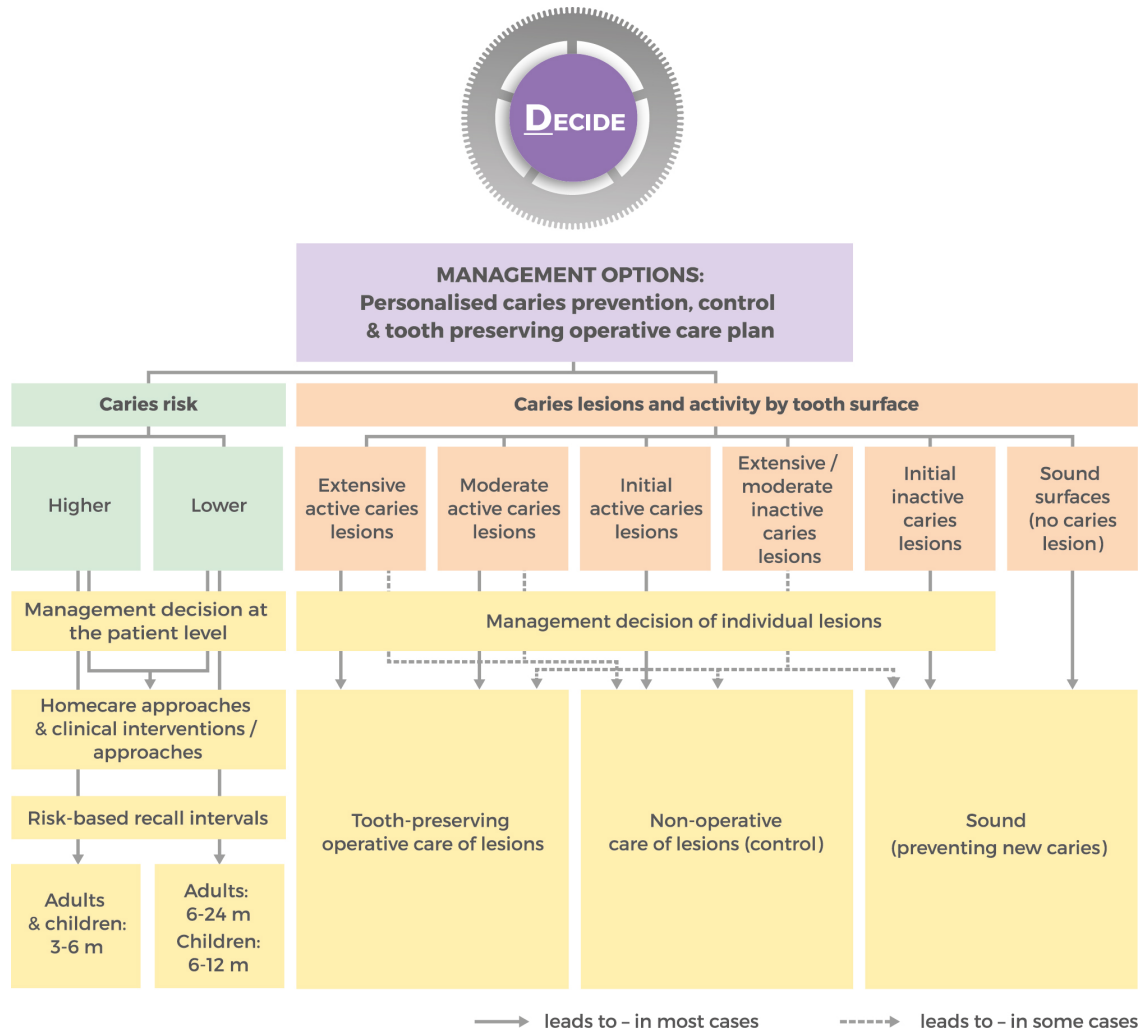 DECIDE
MANAGEMENT OPTIONS:
Personalised caries prevention, control
& tooth preserving operative care plan
Caries risk
Caries lesions and activity by tooth surface
Higher
Lower
Extensive
active caries
lesions
Moderate
active caries
lesions
Initial
active caries
lesions
Extensive /
moderate
inactive
caries
lesions
Initial
inactive
caries
lesions
Sound
surfaces
(no caries
lesion)
Management decision at
the patient level
Management decision of individual lesions
Homecare approaches
& clinical interventions /
approaches
Risk-based recall intervals
Adults
& children:
3-6 m
Adults:
6-24 m
Children:
6-12 m
Tooth-preserving
operative care of lesions
Non-operative
care of lesions (control)
Sound
(preventing new caries)
leads to – in most cases
leads to – in some cases